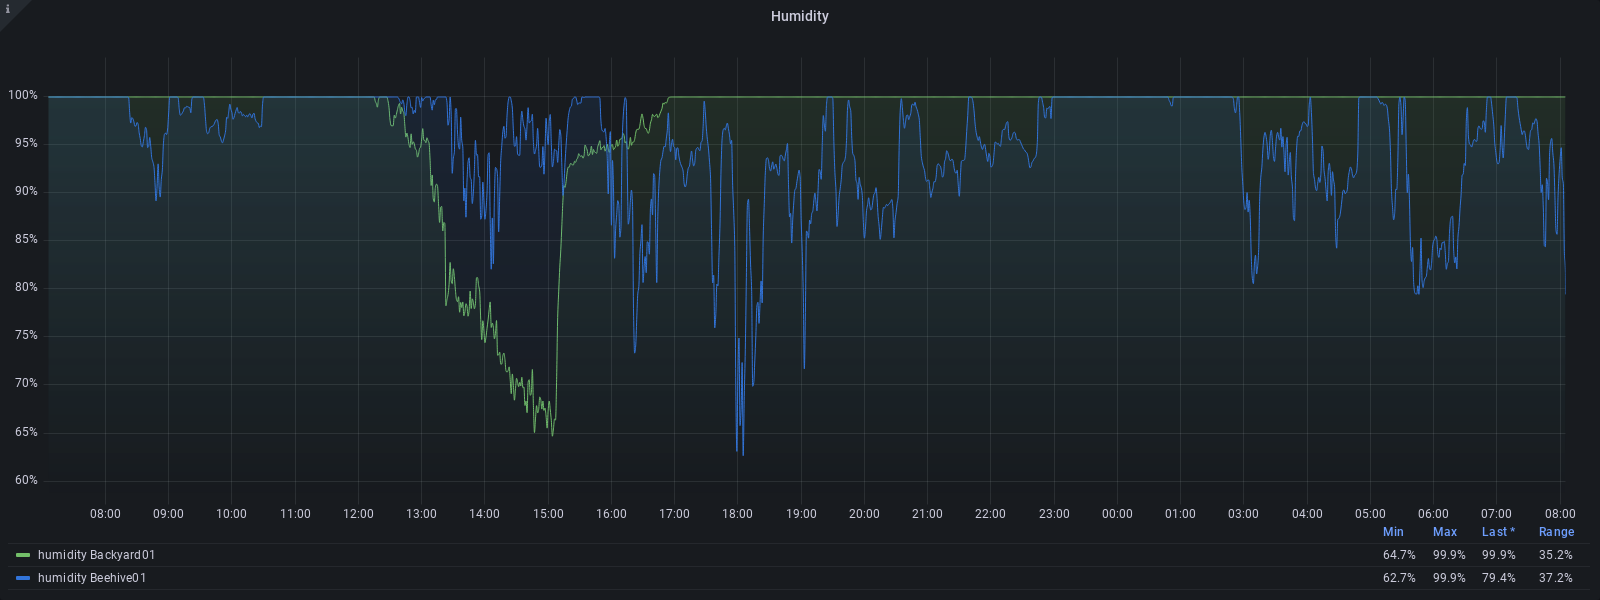 i
Humidity
100%
95%
90%
85%
80%
75%
70%
65%
60%
08:00 09:00 10:00 11:00 12:00 13:00 14:00 15:00 16:00 17:00 18:00 19:00 20:00 21:00 22:00 23:00 00:00 01:00 03:00 04:00 05:00 06:00 07:00 08:00
Min Max Last * Range
humidity Backyard01 64.7% 99.9% 99.9% 35.2%
humidity Beehive01 62.7% 99.9% 79.4% 37.2%